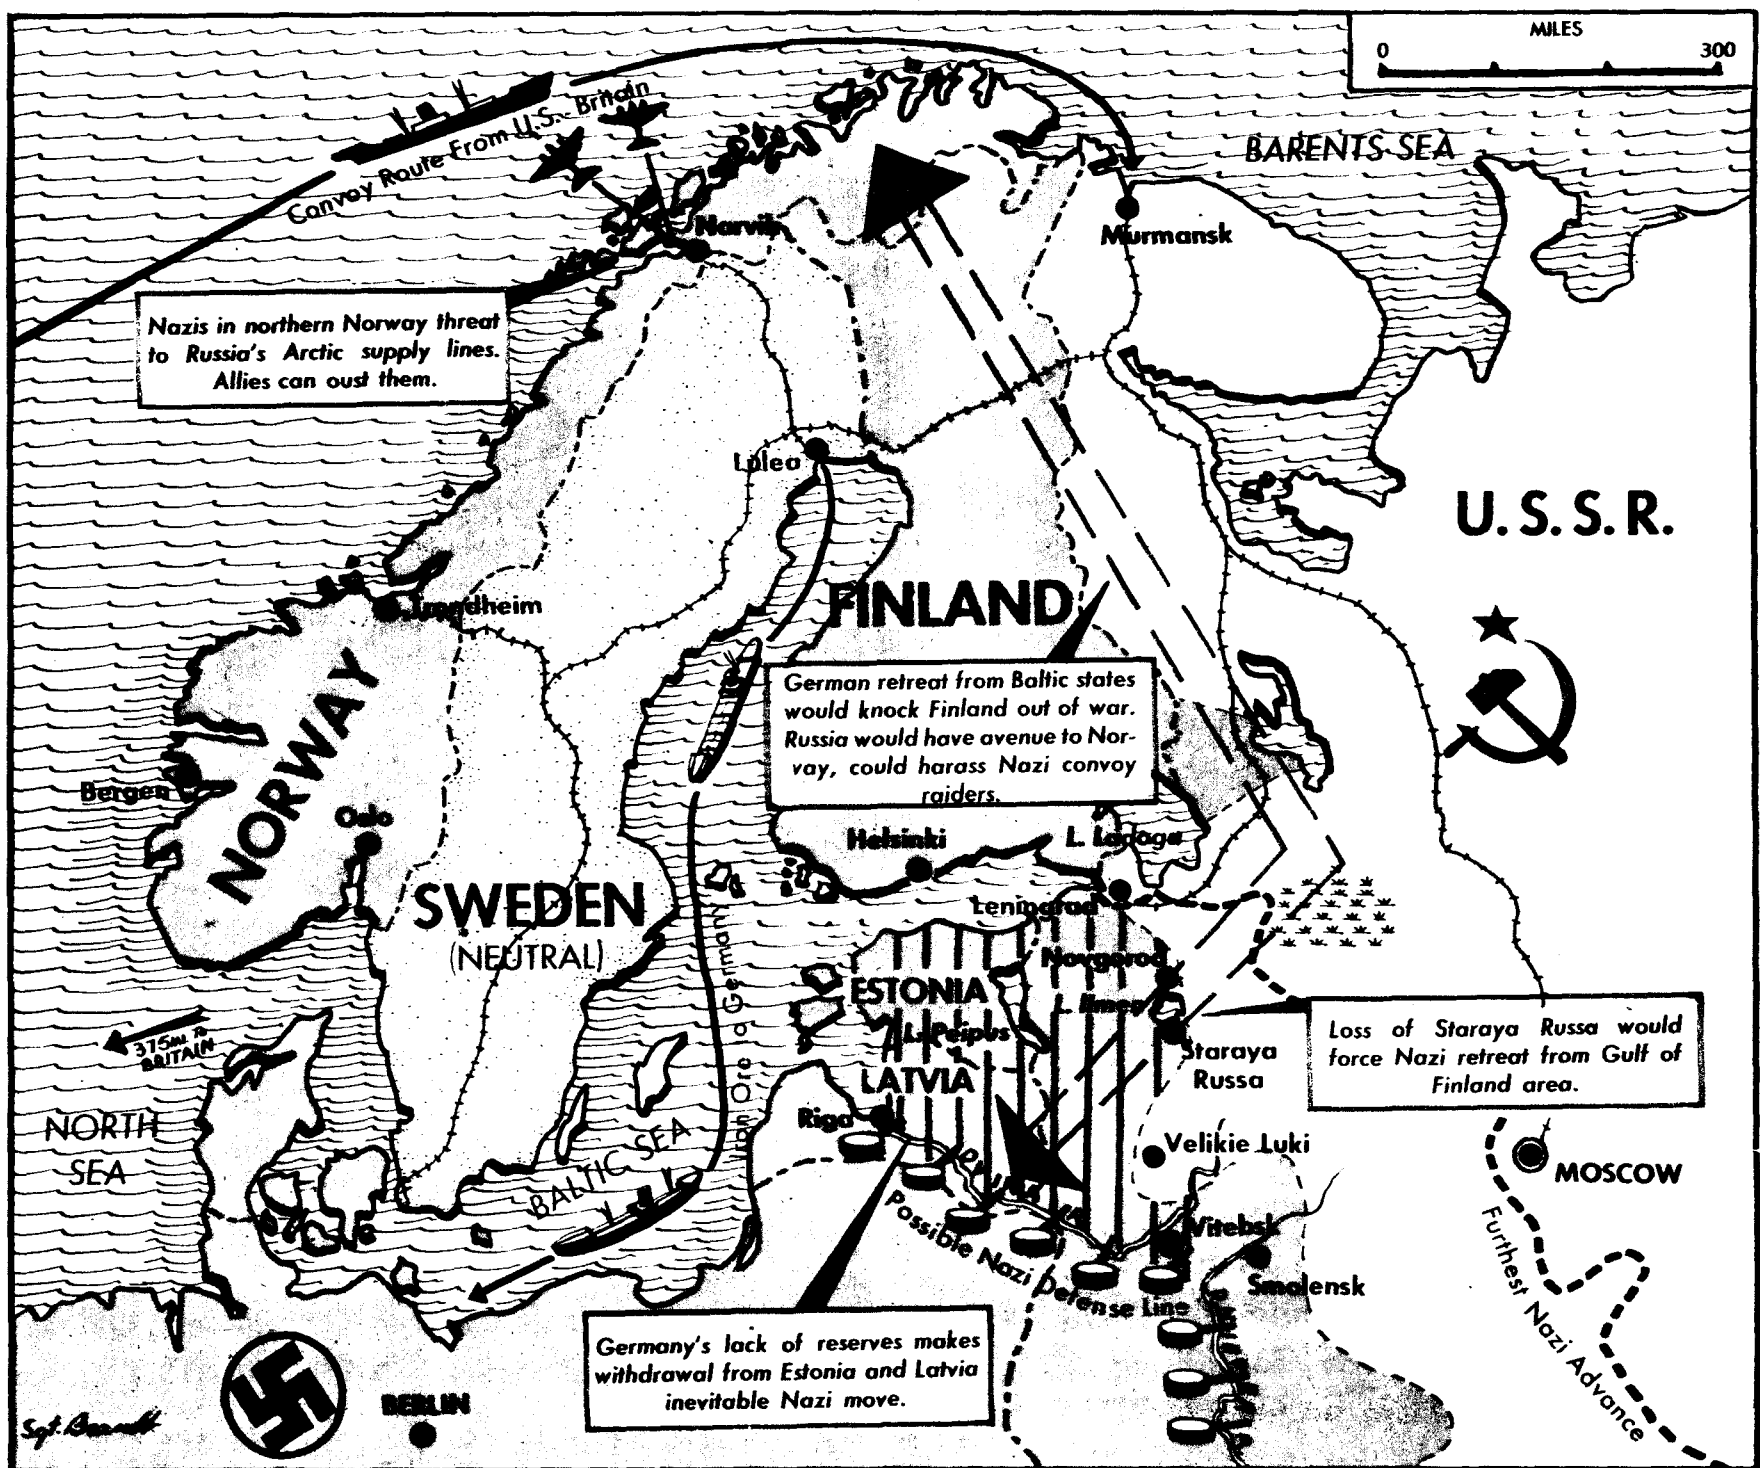 MILES
0 300
Convoy Route From U.S.-Britain
BARENTS SEA
Narvik
Murmansk
Nazis in northern Norway threat
to Russia's Arctic supply lines.
Allies can oust them.
Lulea
U.S.S.R.
FINLAND
Trondheim
NORWAY
German retreat from Baltic states
would knock Finland out of war.
Russia would have avenue to Nor-
vay, could harass Nazi convoy
raiders.
Bergen
Oslo
Helsinki
L. Ladoga
SWEDEN
(NEUTRAL)
Leningrad
Iron Ore to Germany
Novgorod
ESTONIA
L. Ilmen
L. Peipus
375 M. TO
BRITAIN
Staraya
Russa
Loss of Staraya Russa would
force Nazi retreat from Gulf of
Finland area.
LATVIA
NORTH
SEA
Riga
BALTIC SEA
Velikie Luki
DVINA R.
MOSCOW
Possible Nazi Defense Line
Vitebsk
Smolensk
Furthest Nazi Advance
Germany's lack of reserves makes
withdrawal from Estonia and Latvia
inevitable Nazi move.
BERLIN
Sgt.